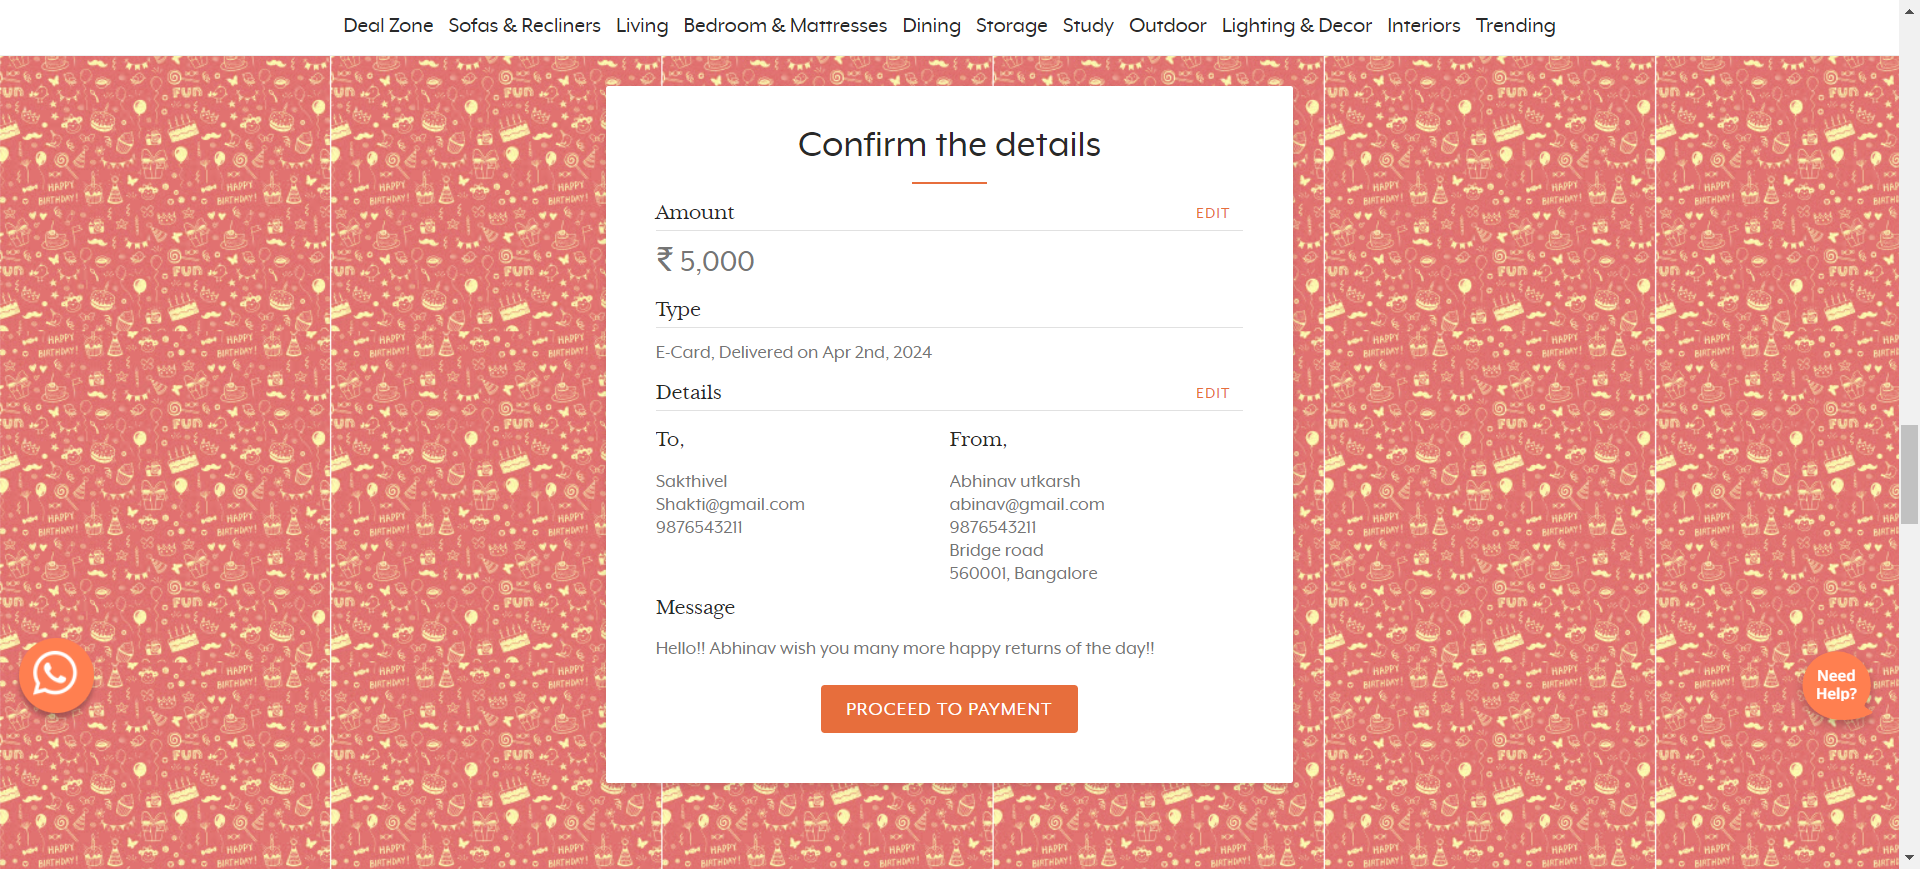 Deal Zone Sofas & Recliners Living Bedroom & Mattresses Dining Storage Study Outdoor Lighting & Decor Interiors Trending
Confirm the details
Amount EDIT
₹ 5,000
Type
E-Card, Delivered on Apr 2nd, 2024
Details EDIT
To, From,
Sakthivel Abhinav utkarsh
Shakti@gmail.com abinav@gmail.com
9876543211 9876543211
Bridge road
560001, Bangalore
Message
Hello!! Abhinav wish you many more happy returns of the day!!
PROCEED TO PAYMENT
Need
Help?
FUN
HAPPY
BIRTHDAY!